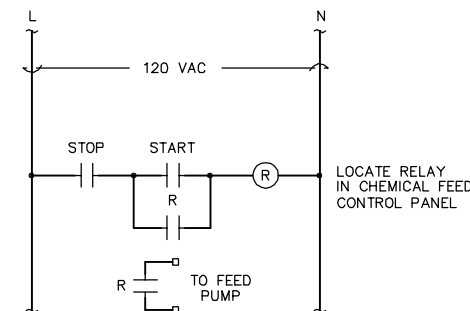 L
N
120 VAC
STOP
START
R
R
LOCATE RELAY
IN CHEMICAL FEED
CONTROL PANEL
R
TO FEED
PUMP